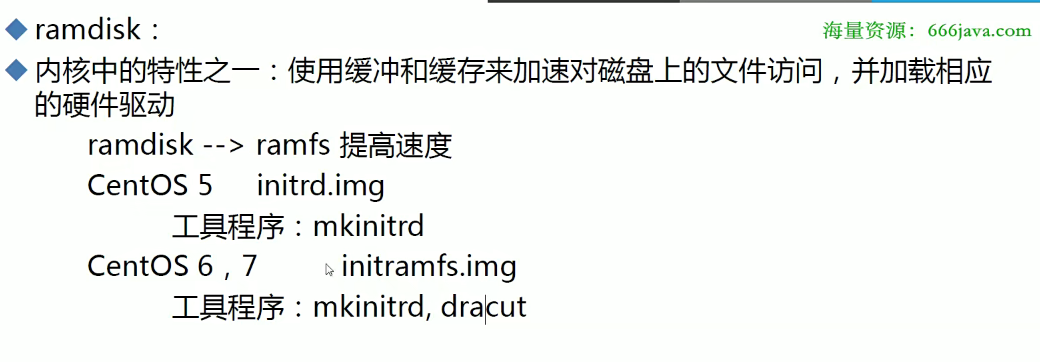 ramdisk：
海量资源：666java.com
内核中的特性之一：使用缓冲和缓存来加速对磁盘上的文件访问，并加载相应
的硬件驱动
ramdisk --> ramfs 提高速度
CentOS 5 initrd.img
工具程序：mkinitrd
CentOS 6，7 initramfs.img
工具程序：mkinitrd, dracut